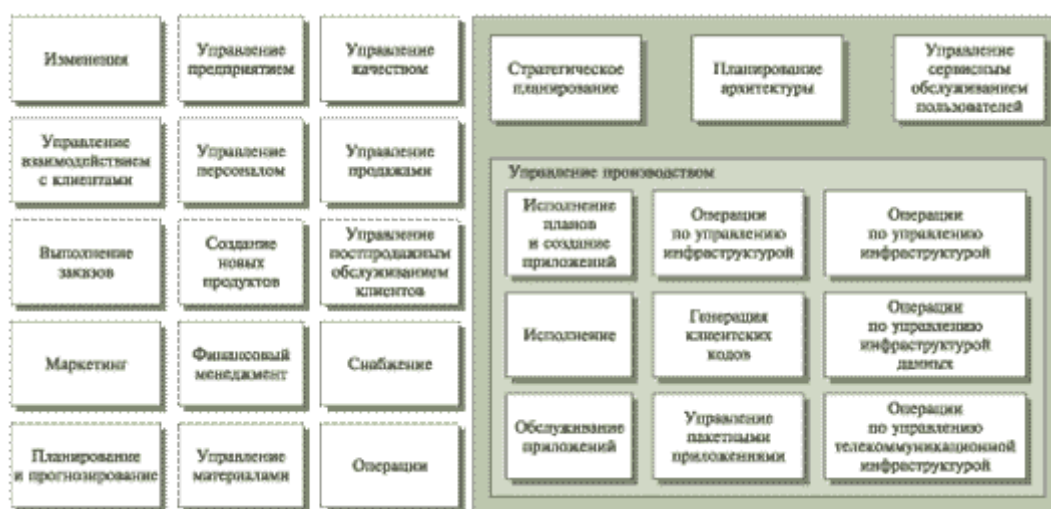 Изменения
Управление
предприятием
Управление
качеством
Управление
взаимодействием
с клиентами
Управление
персоналом
Управление
продажами
Выполнение
заказов
Создание
новых
продуктов
Управление
постпродажным
обслуживанием
клиентов
Маркетинг
Финансовый
менеджмент
Снабжение
Планирование
и прогнозирование
Управление
материалами
Операции
Стратегическое
планирование
Планирование
архитектуры
Управление
сервисным
обслуживанием
пользователей
Управление производством
Исполнение
планов
и создание
приложений
Операции
по управлению
инфраструктурой
Операции
по управлению
инфраструктурой
Исполнение
Генерация
клиентских
кодов
Операции
по управлению
инфраструктурой
данных
Обслуживание
приложений
Управление
пакетными
приложениями
Операции
по управлению
телекоммуникационной
инфраструктурой